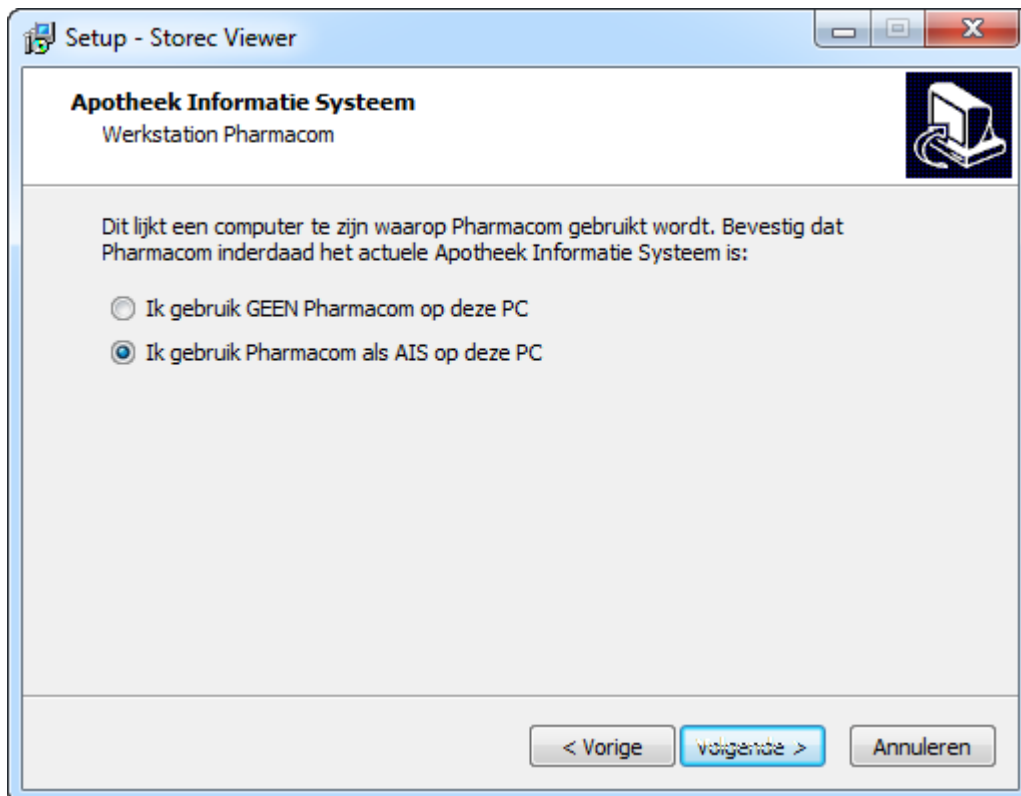 Setup - Storec Viewer
Apotheek Informatie Systeem
Werkstation Pharmacom
Dit lijkt een computer te zijn waarop Pharmacom gebruikt wordt. Bevestig dat
Pharmacom inderdaad het actuele Apotheek Informatie Systeem is:
Ik gebruik GEEN Pharmacom op deze PC
Ik gebruik Pharmacom als AIS op deze PC
< Vorige
Volgende >
Annuleren